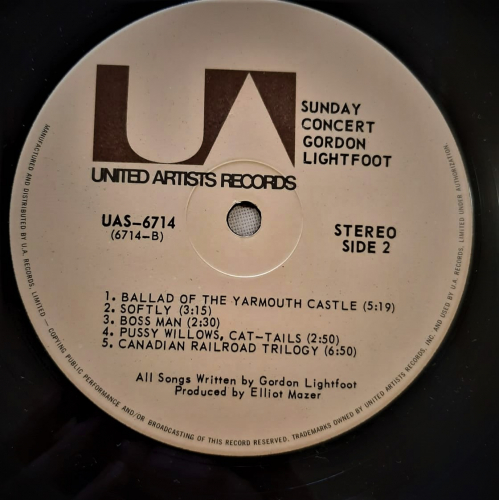 UA
SUNDAY
CONCERT
GORDON
LIGHTFOOT
UNITED ARTISTS RECORDS
UAS-6714
(6714-B)
STEREO
SIDE 2
1. BALLAD OF THE YARMOUTH CASTLE (5:19)
2. SOFTLY (3:15)
3. BOSS MAN (2:30)
4. PUSSY WILLOWS, CAT-TAILS (2:50)
5. CANADIAN RAILROAD TRILOGY (6:50)
All Songs Written by Gordon Lightfoot
Produced by Elliot Mazer
MANUFACTURED AND DISTRIBUTED BY U.A. RECORDS, LIMITED — COPYING PUBLIC PERFORMANCE AND/OR BROADCASTING OF THIS RECORD RESERVED. TRADEMARKS OWNED BY UNITED ARTISTS RECORDS, INC. AND USED BY U.A. RECORDS, LIMITED UNDER AUTHORIZATION.